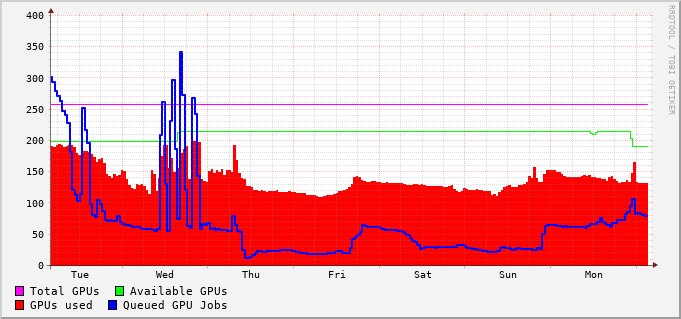 400
350
300
250
200
150
100
50
0
Tue Wed Thu Fri Sat Sun Mon
Total GPUs Available GPUs
GPUs used Queued GPU Jobs
RRDTOOL / TOBI OETIKER